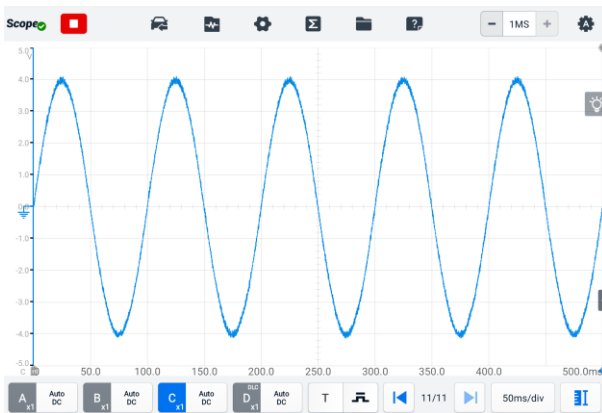 Scope
Σ
?
− 1MS +
A
5.0
V
4.0
3.0
2.0
1.0
0.0
-1.0
-2.0
-3.0
-4.0
-5.0
C 50.0 100.0 150.0 200.0 250.0 300.0 350.0 400.0 500.0ms
A x1 Auto DC
B x1 Auto DC
C x1 Auto DC
DLC
D x1 Auto DC
T
11/11
50ms/div